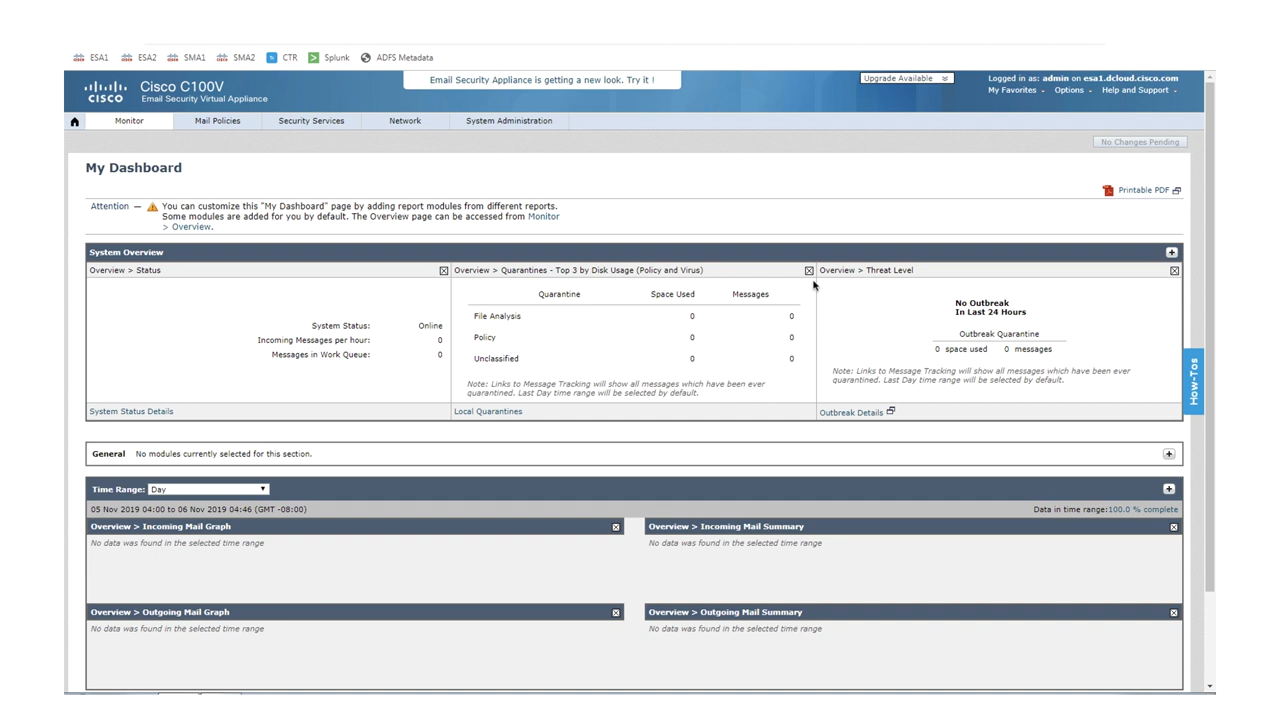 ESA1 ESA2 SMA1 SMA2 CTR Splunk ADFS Metadata
Cisco C100V
CISCO
Email Security Virtual Appliance
Email Security Appliance is getting a new look. Try it !
Upgrade Available
Logged in as: admin on esa1.dcloud.cisco.com
My Favorites Options Help and Support
Monitor Mail Policies Security Services Network System Administration
No Changes Pending
My Dashboard
Printable PDF
Attention — You can customize this "My Dashboard" page by adding report modules from different reports.
Some modules are added for you by default. The Overview page can be accessed from Monitor
> Overview.
System Overview
Overview > Status
System Status: Online
Incoming Messages per hour: 0
Messages in Work Queue: 0
System Status Details
Overview > Quarantines - Top 3 by Disk Usage (Policy and Virus)
Quarantine Space Used Messages
File Analysis 0 0
Policy 0 0
Unclassified 0 0
Note: Links to Message Tracking will show all messages which have been ever
quarantined. Last Day time range will be selected by default.
Local Quarantines
Overview > Threat Level
No Outbreak
In Last 24 Hours
Outbreak Quarantine
0 space used 0 messages
Note: Links to Message Tracking will show all messages which have been ever
quarantined. Last Day time range will be selected by default.
Outbreak Details
How-Tos
General No modules currently selected for this section.
Time Range: Day
05 Nov 2019 04:00 to 06 Nov 2019 04:46 (GMT -08:00) Data in time range:100.0 % complete
Overview > Incoming Mail Graph
No data was found in the selected time range
Overview > Incoming Mail Summary
No data was found in the selected time range
Overview > Outgoing Mail Graph
No data was found in the selected time range
Overview > Outgoing Mail Summary
No data was found in the selected time range